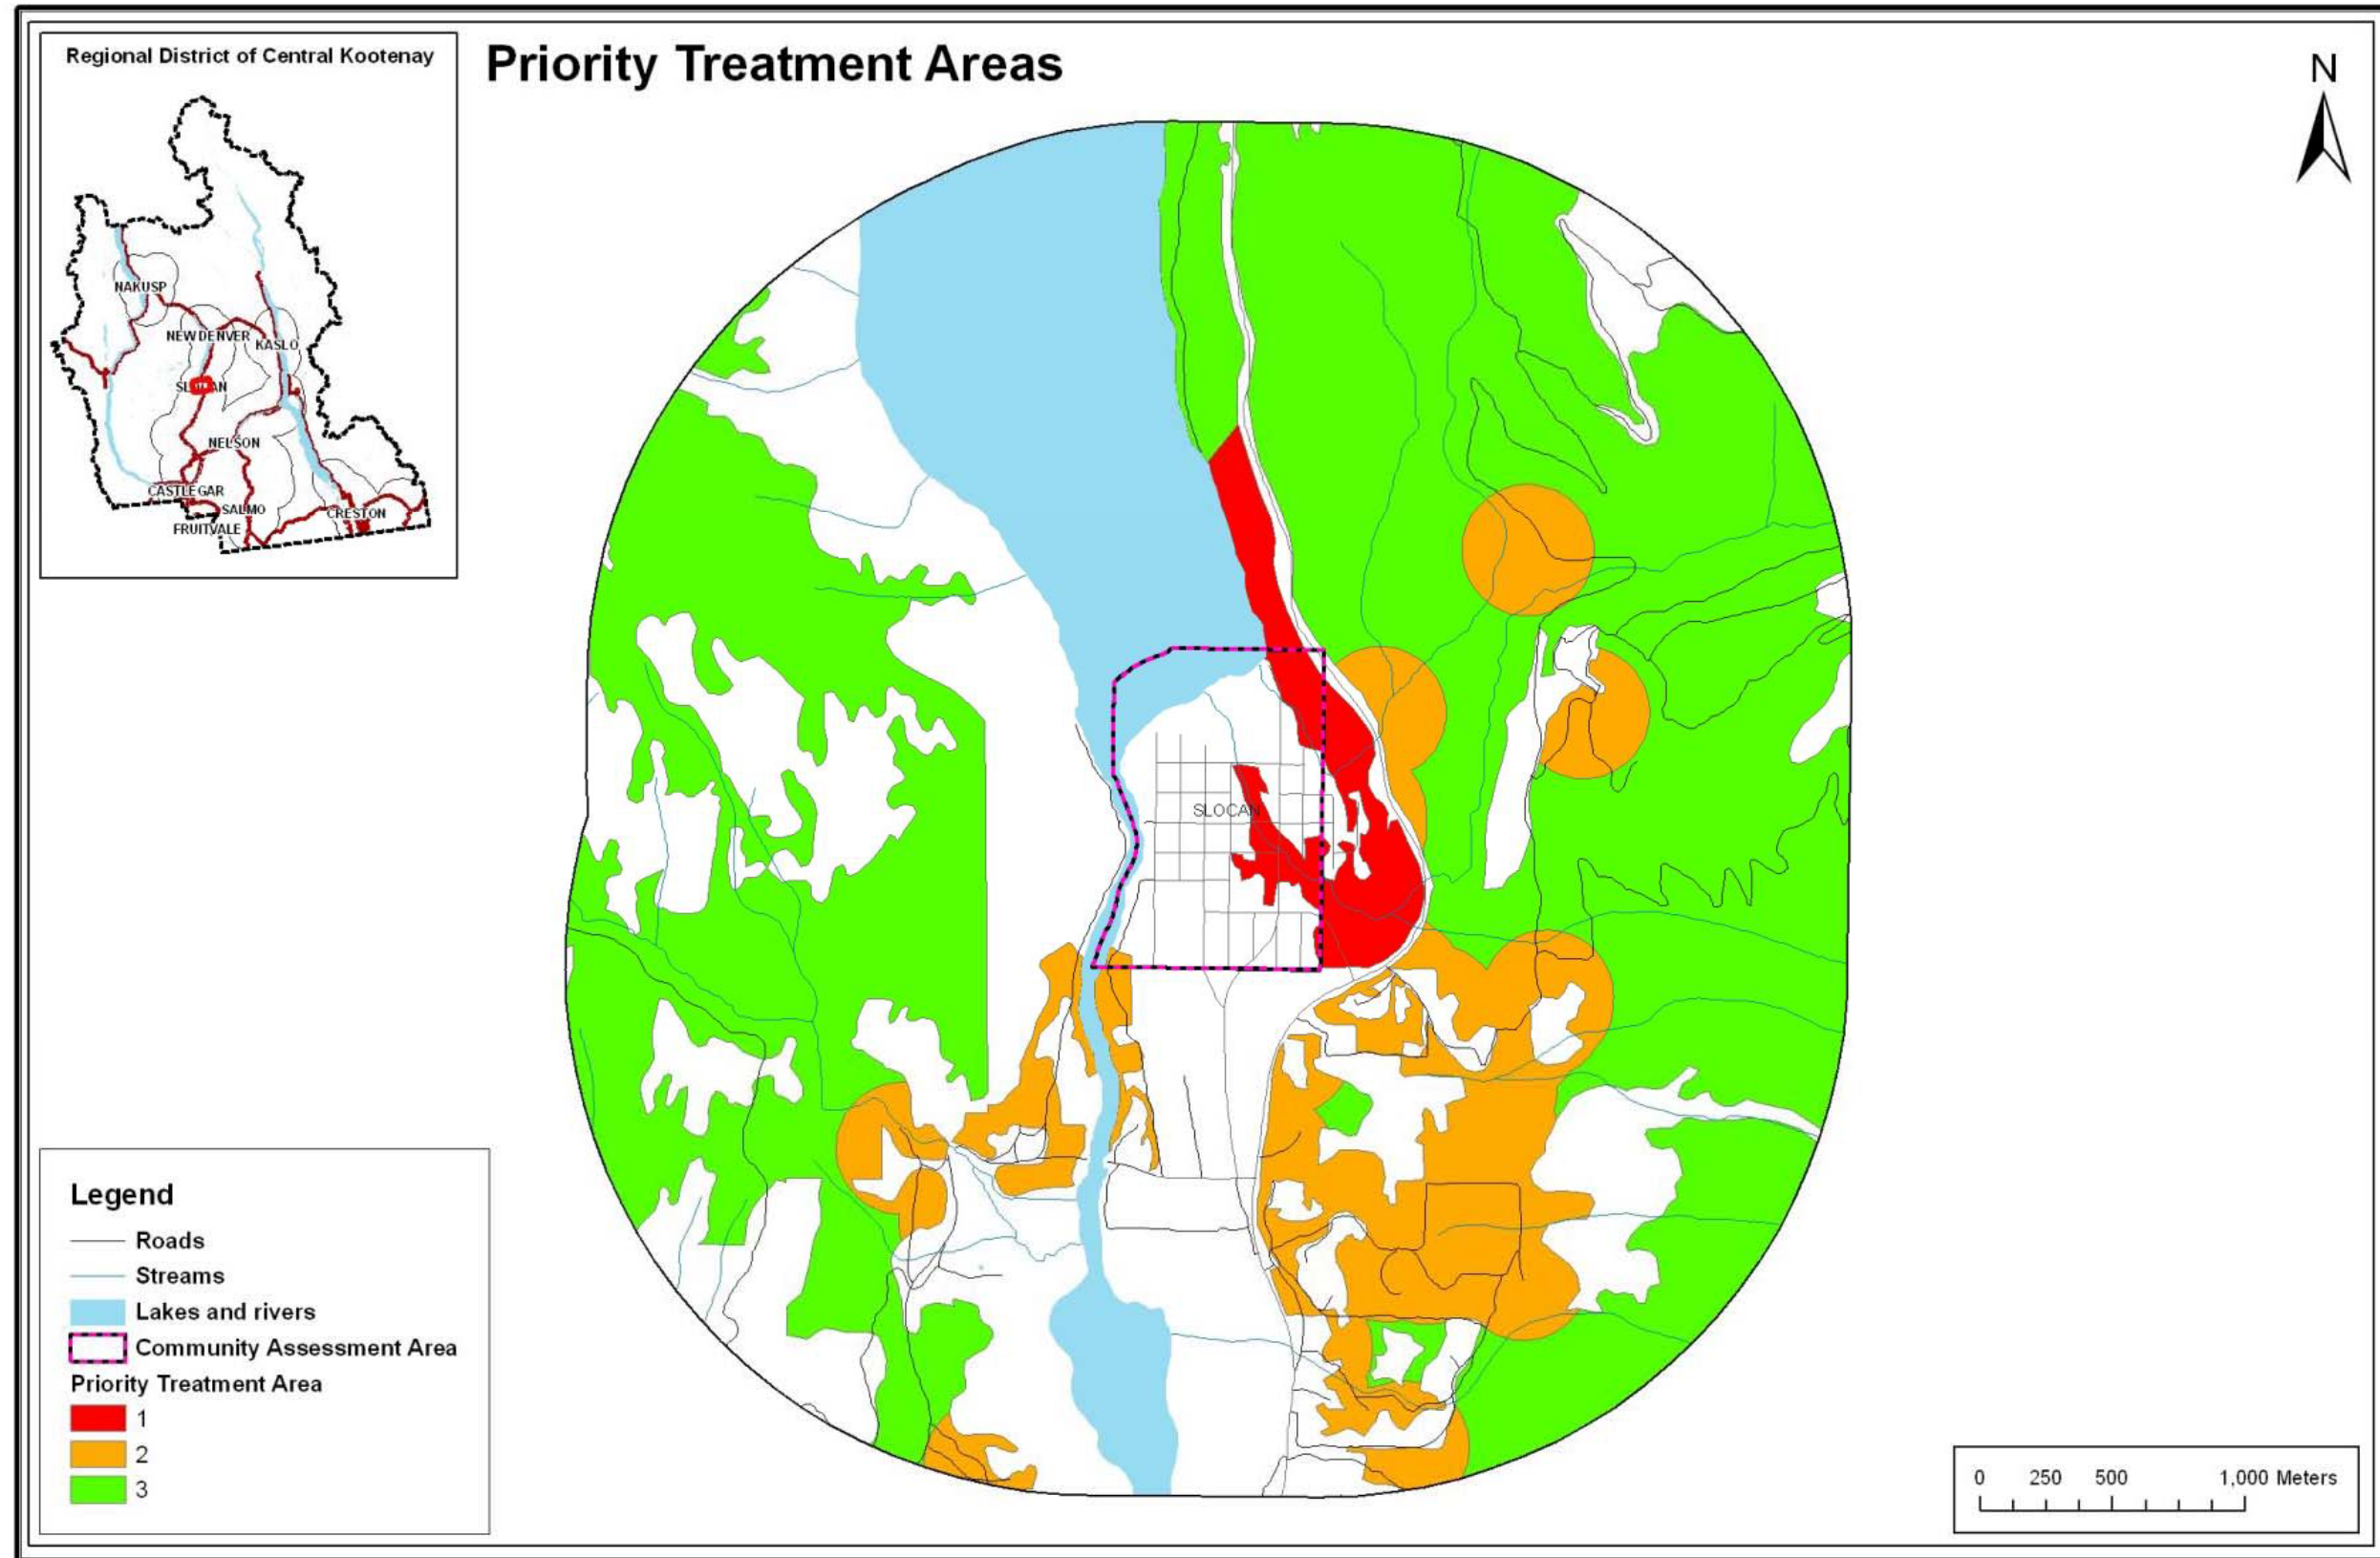 Regional District of Central Kootenay
Priority Treatment Areas
N
NAKUSP
NEW DENVER
KASLO
NELSON
CASTLEGAR
SALMO
CRESTON
FRUITVALE
SLOCAN
Legend
Roads
Streams
Lakes and rivers
Community Assessment Area
Priority Treatment Area
1
2
3
0 250 500 1,000 Meters